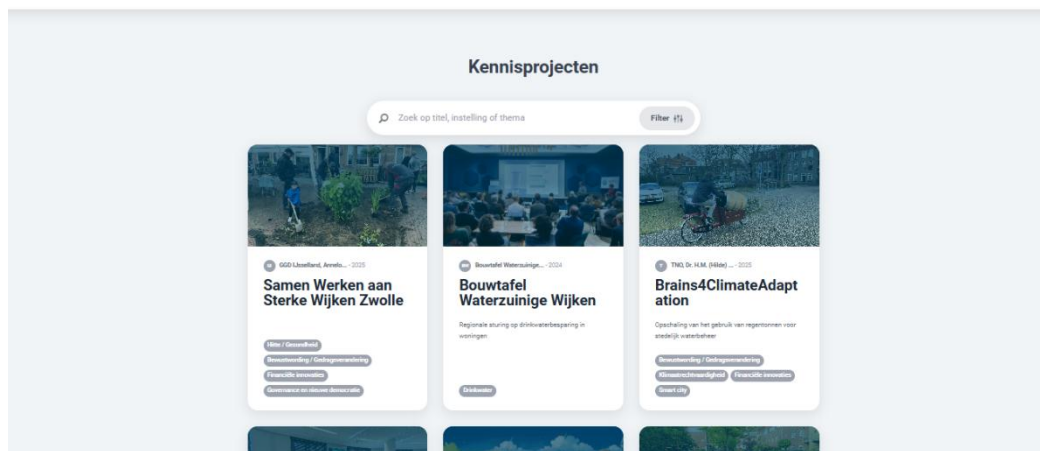 Kennisprojecten
Zoek op titel, instelling of thema
Filter
GGD IJsselland, Annelo... - 2025
Samen Werken aan
Sterke Wijken Zwolle
Hitte / Gezondheid
Bewustwording / Gedragsverandering
Financiële innovaties
Governance en nieuwe democratie
Bouwtafel Waterzuinige... - 2024
Bouwtafel
Waterzuinige Wijken
Regionale sturing op drinkwaterbesparing in
woningen
Drinkwater
TNO, Dr. H.M. (Hilde) ... - 2025
Brains4ClimateAdapt
ation
Opschaling van het gebruik van regentonnen voor
stedelijk waterbeheer
Bewustwording / Gedragsverandering
Klimaatrechtvaardigheid
Financiële innovaties
Smart city